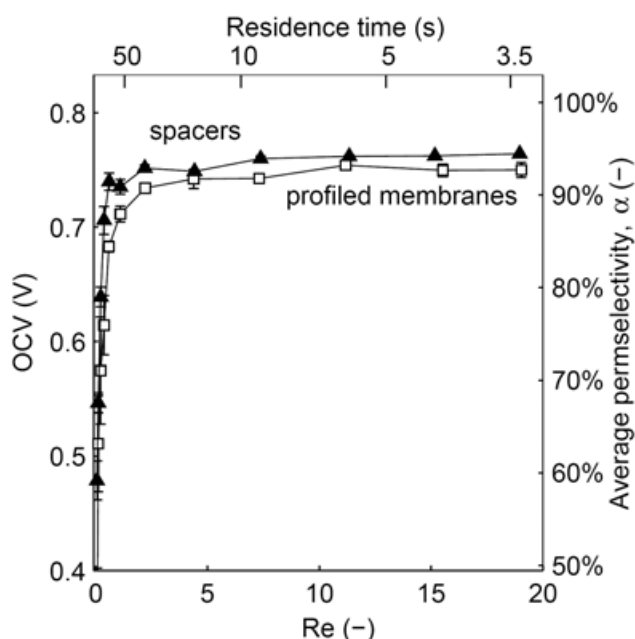 Residence time (s)
50 10 5 3.5
0.8
0.7
0.6
0.5
0.4
OCV (V)
spacers
profiled membranes
100%
90%
80%
70%
60%
50%
Average permselectivity, α (−)
0 5 10 15 20
Re (−)